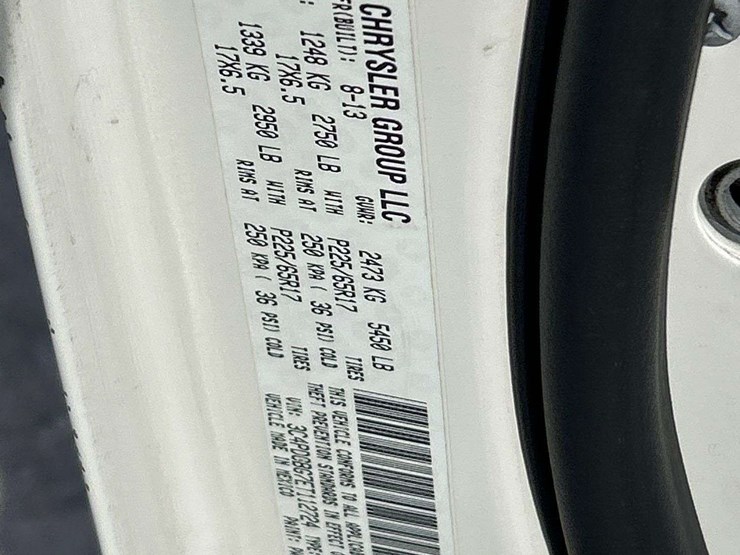 CHRYSLER GROUP LLC
(BUILT): 8-13 GVWR: 2473 KG 5450 LB
: 1248 KG 2750 LB WITH P225/65R17 TIRES
17X6.5 RIMS AT 250 KPA ( 36 PSI) COLD
1339 KG 2950 LB WITH P225/65R17 TIRES
17X6.5 RIMS AT 250 KPA ( 36 PSI) COLD
THIS VEHICLE CONFORMS TO ALL
THEFT PREVENTION STANDARDS IN EFFECT
VIN: TYPE:
VEHICLE MADE IN MEXICO PAINT: